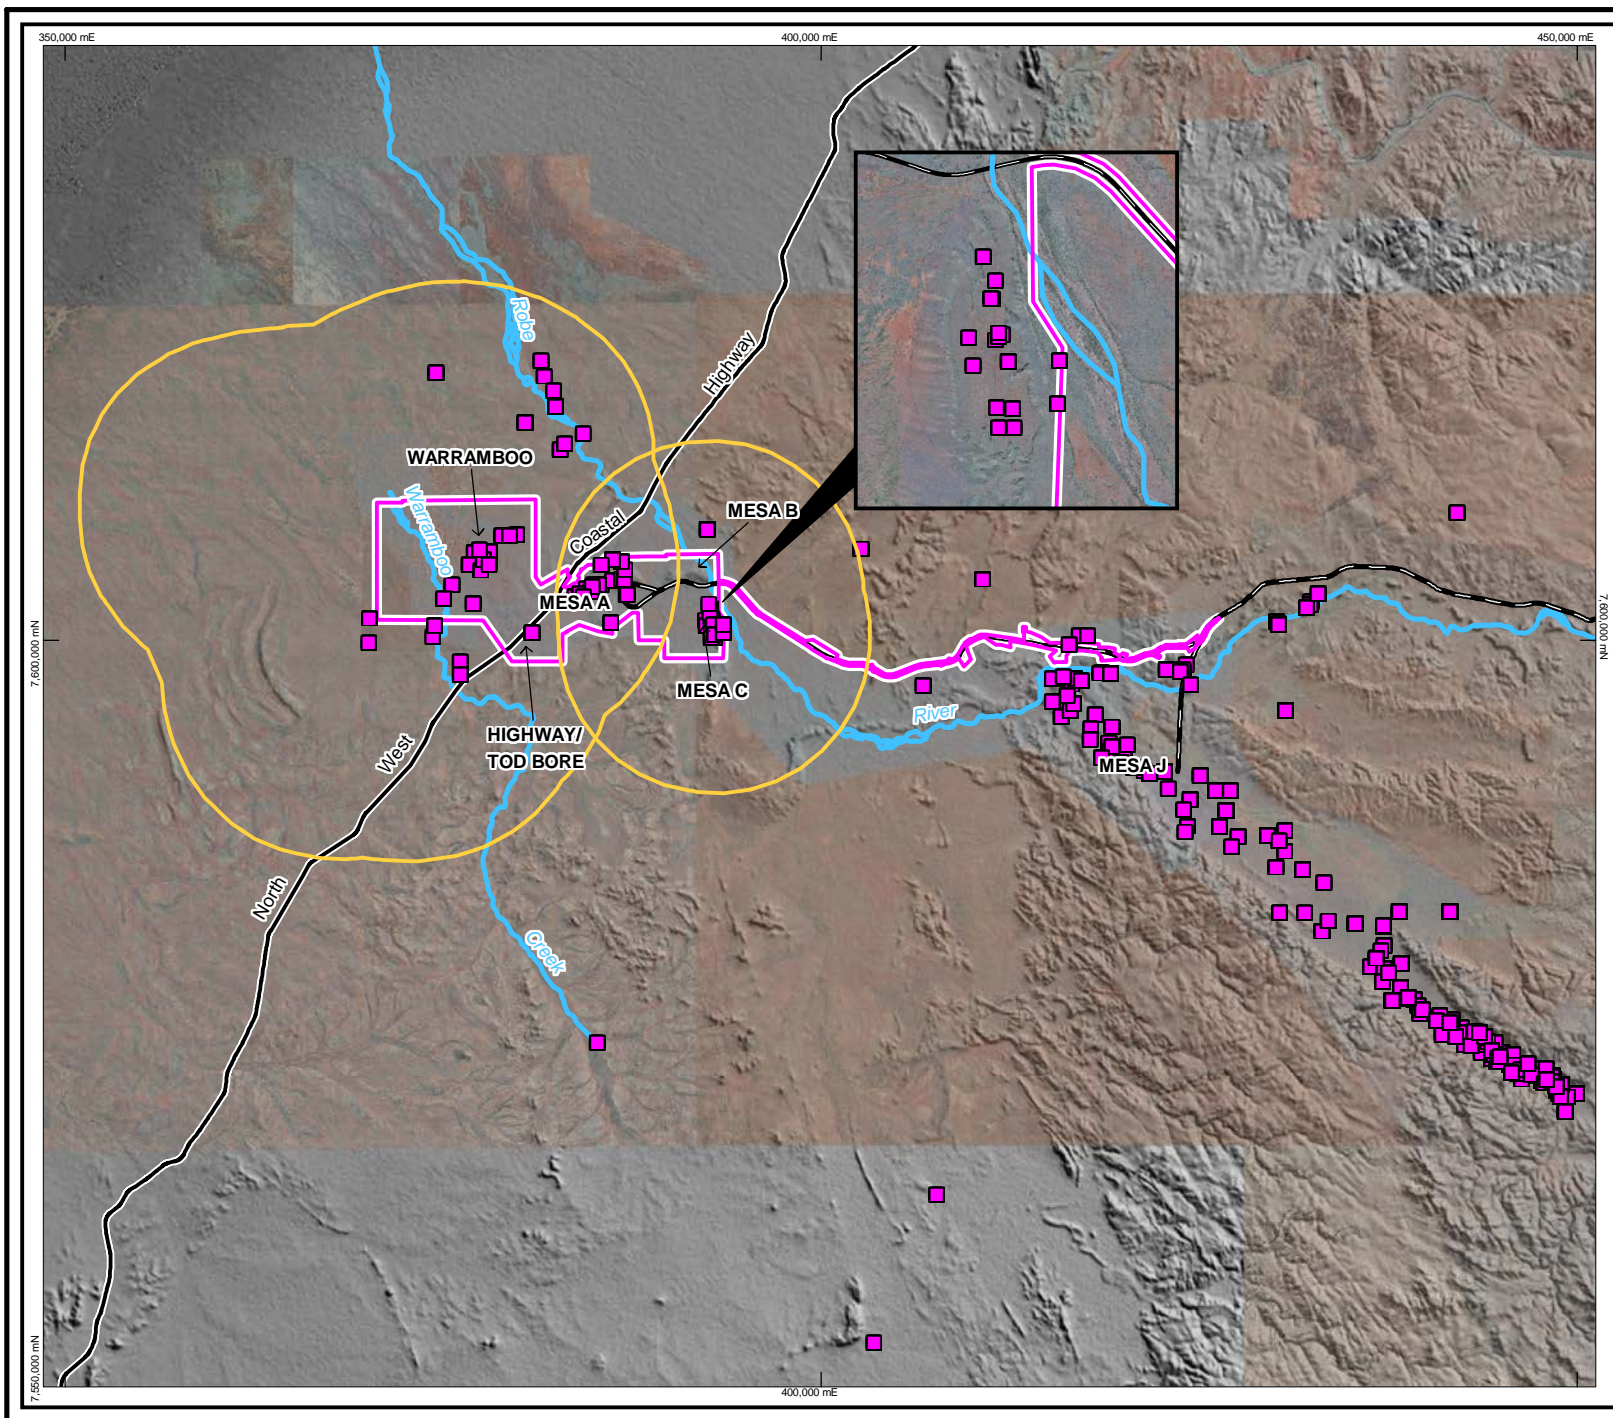 350,000 mE
400,000 mE
450,000 mE
Robe
Highway
WARRAMBOO
Warramboo
Coastal
MESA B
MESA A
7,600,000 mN
7,600,000 mN
MESA C
River
HIGHWAY/
TOD BORE
West
MESA J
North
Creek
7,550,000 mN
400,000 mE